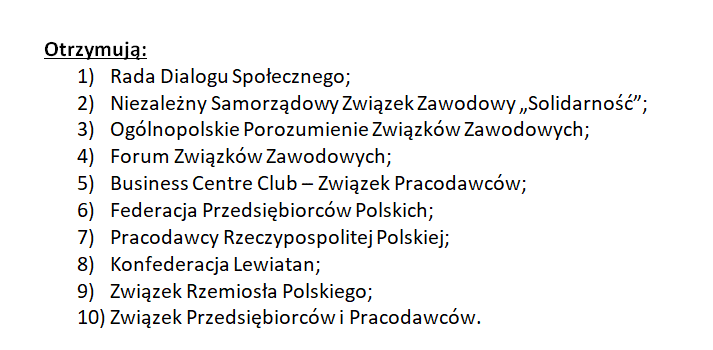 Otrzymują:
1) Rada Dialogu Społecznego;
2) Niezależny Samorządowy Związek Zawodowy „Solidarność”;
3) Ogólnopolskie Porozumienie Związków Zawodowych;
4) Forum Związków Zawodowych;
5) Business Centre Club – Związek Pracodawców;
6) Federacja Przedsiębiorców Polskich;
7) Pracodawcy Rzeczypospolitej Polskiej;
8) Konfederacja Lewiatan;
9) Związek Rzemiosła Polskiego;
10) Związek Przedsiębiorców i Pracodawców.